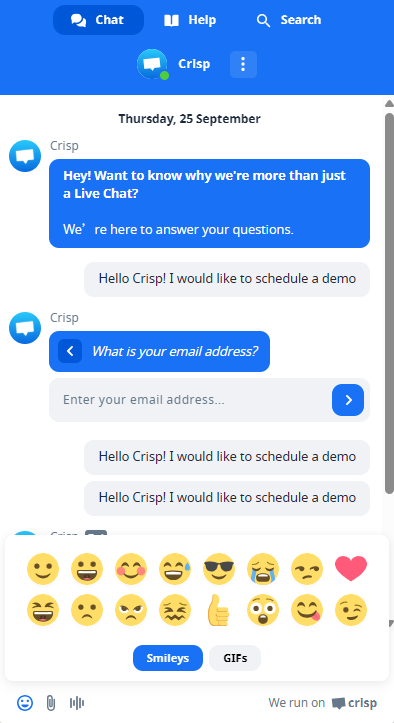 Chat
Help
Search
Crisp
Thursday, 25 September
Crisp
Hey! Want to know why we're more than just
a Live Chat?
We’re here to answer your questions.
Hello Crisp! I would like to schedule a demo
Crisp
What is your email address?
Enter your email address...
Hello Crisp! I would like to schedule a demo
Hello Crisp! I would like to schedule a demo
Smileys
GIFs
We run on crisp